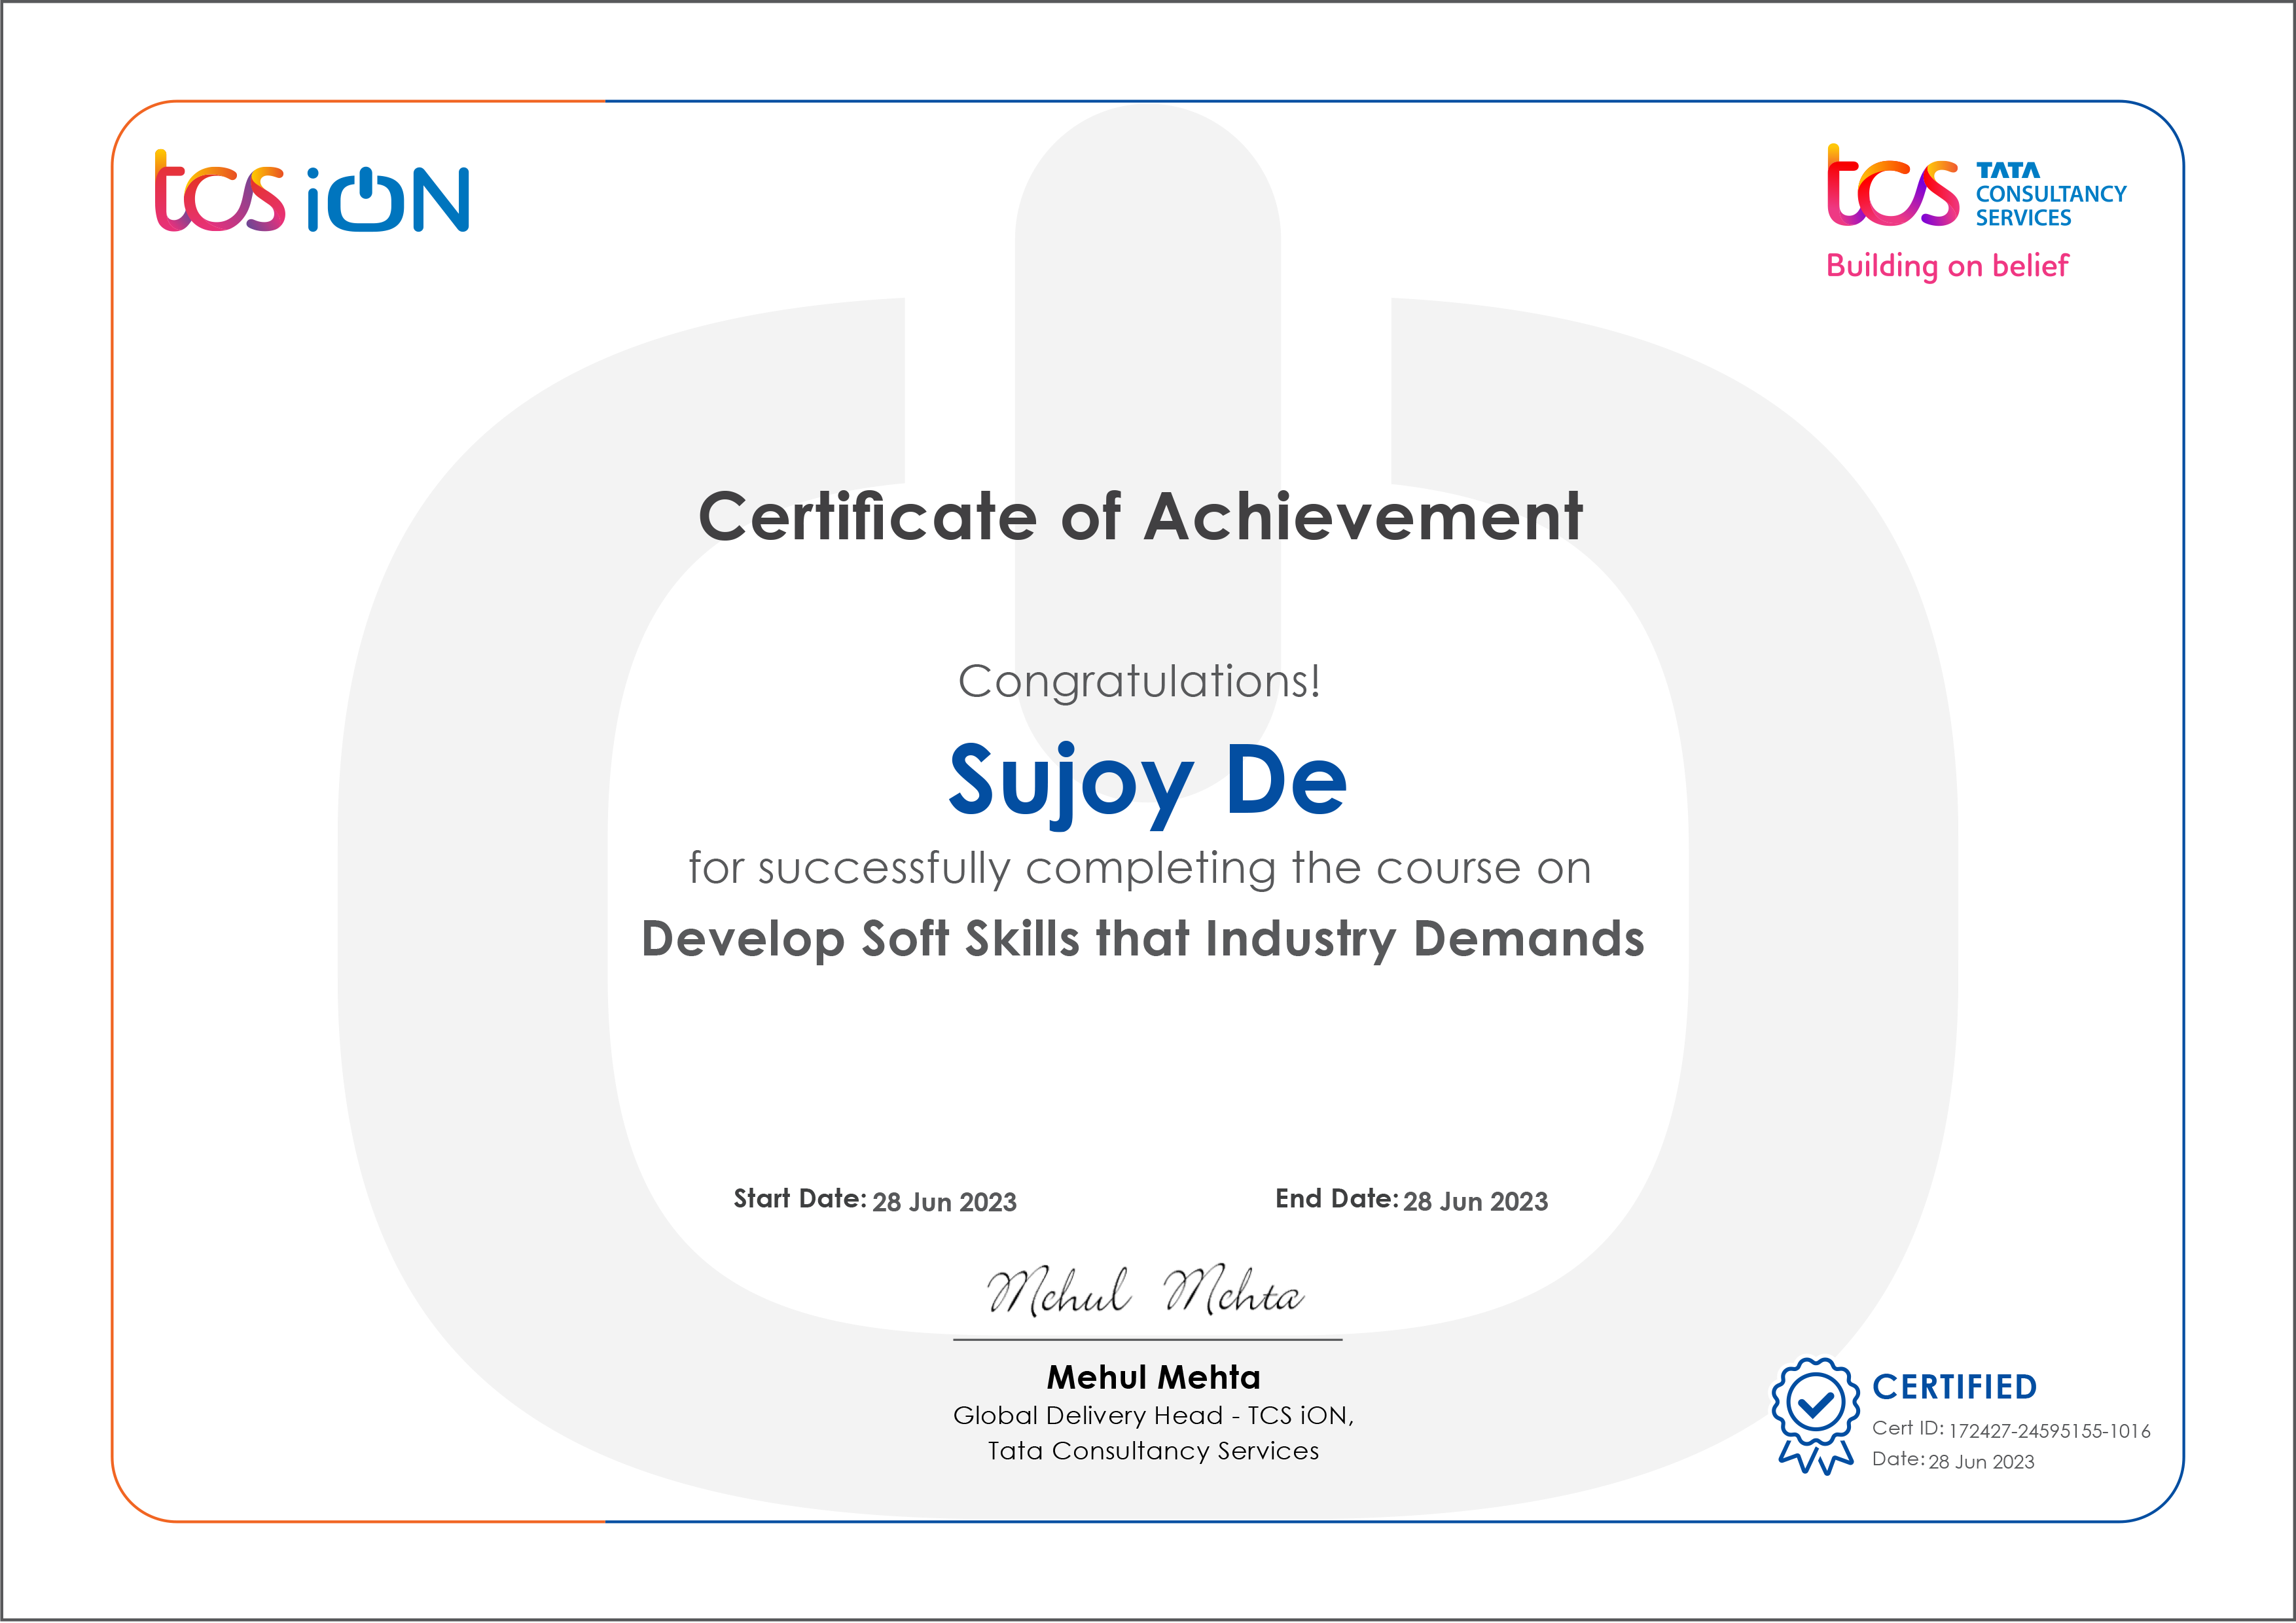 tcs iON
tcs TATA
CONSULTANCY
SERVICES
Building on belief
Certificate of Achievement
Congratulations!
Sujoy De
for successfully completing the course on
Develop Soft Skills that Industry Demands
Start Date: 28 Jun 2023
End Date: 28 Jun 2023
Mehul Mehta
Mehul Mehta
Global Delivery Head - TCS iON,
Tata Consultancy Services
CERTIFIED
Cert ID: 172427-24595155-1016
Date: 28 Jun 2023